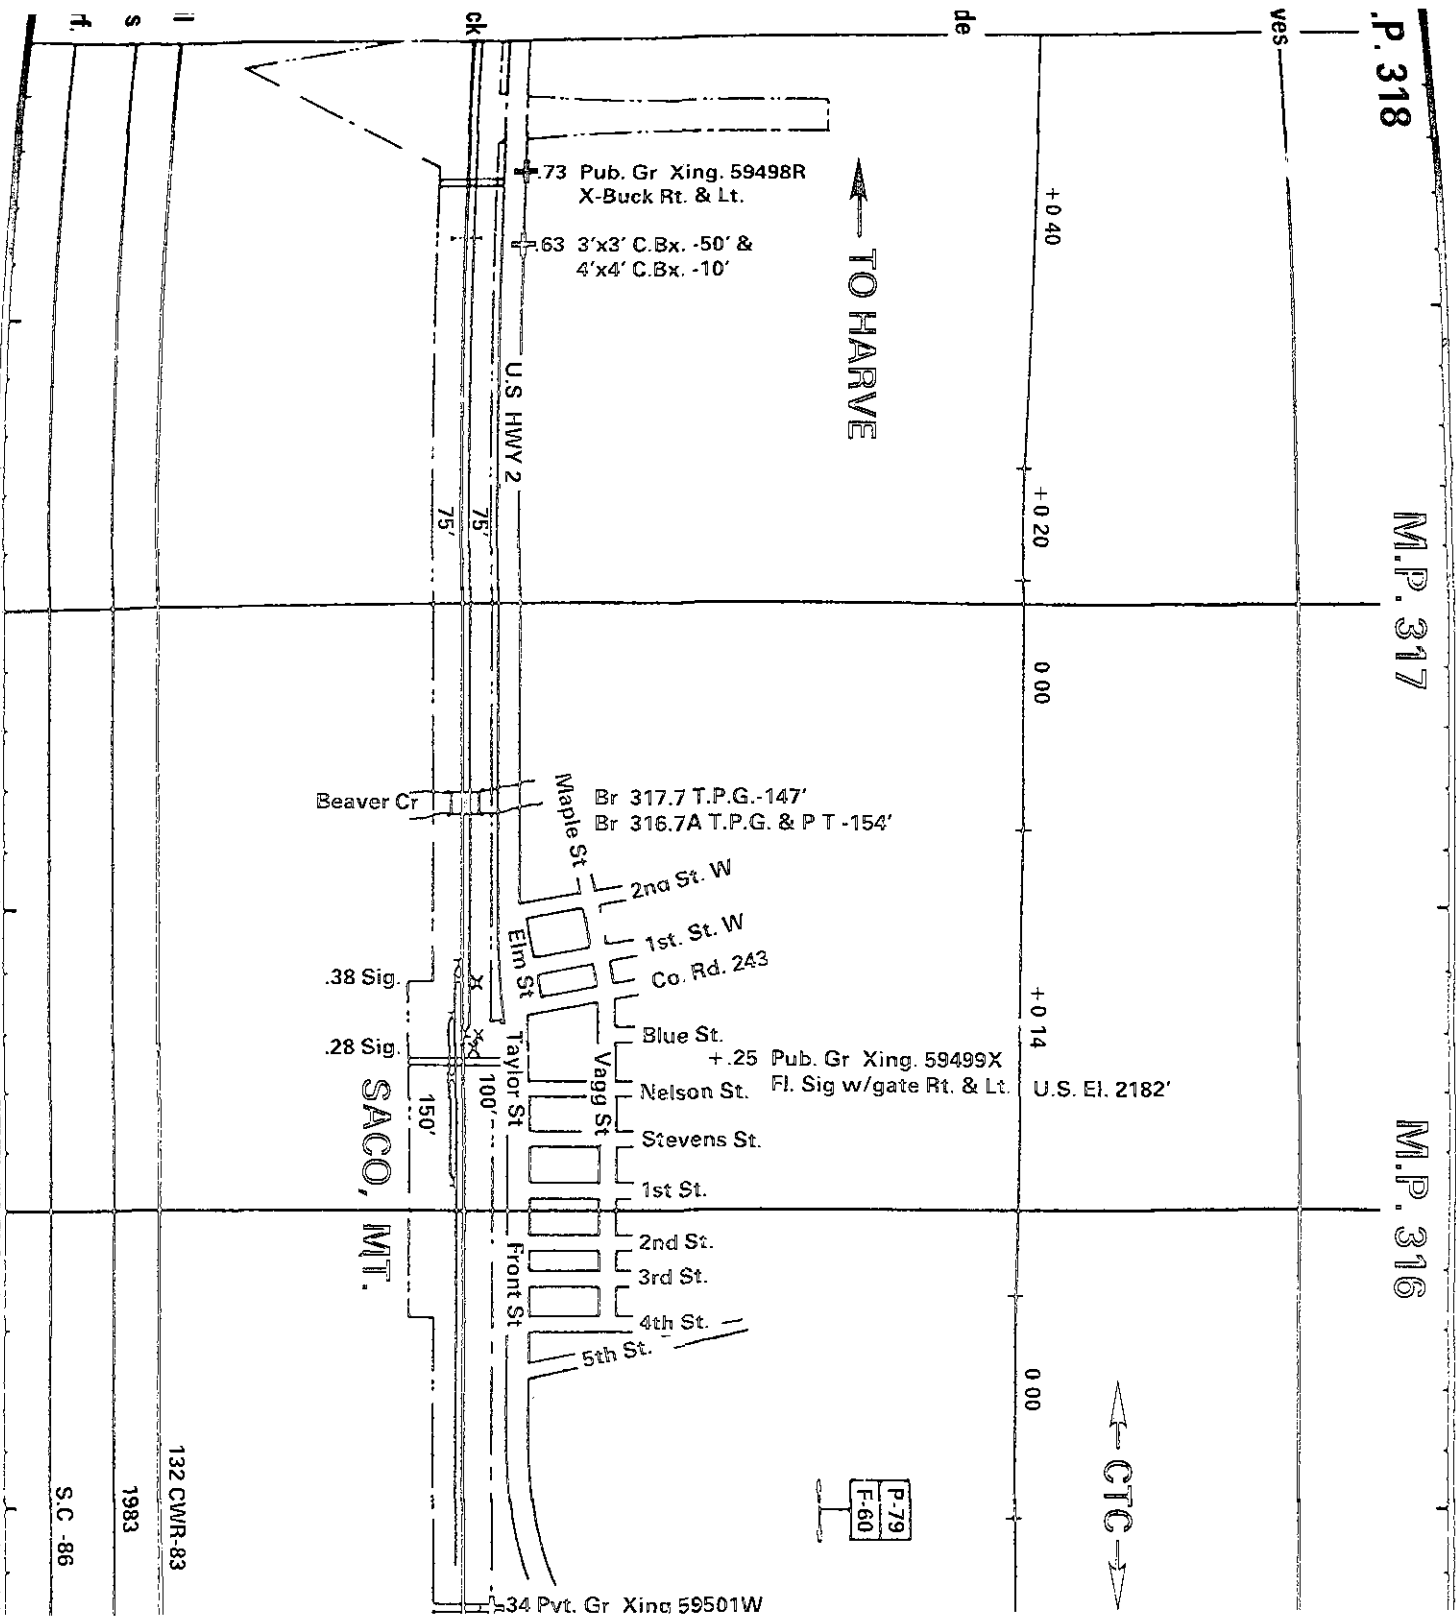 .P. 318
M.P. 317
M.P. 316
ves
de
ck
il
s
rf.
+0 40
+0 20
0 00
+0 14
0 00
U.S. El. 2182'
TO HARVE
CTC
P-79
F-60
+.73 Pub. Gr Xing. 59498R
X-Buck Rt. & Lt.
+.63 3'x3' C.Bx. -50' &
4'x4' C.Bx. -10'
U.S HWY 2
75'
75'
Beaver Cr
Br 317.7 T.P.G.-147'
Br 316.7A T.P.G. & P T -154'
Maple St
2nd St. W
1st. St. W
Co. Rd. 243
Elm St
.38 Sig.
.28 Sig.
Blue St.
+.25 Pub. Gr Xing. 59499X
Fl. Sig w/gate Rt. & Lt.
Taylor St
Vagg St
Nelson St.
100'
150'
Stevens St.
1st St.
2nd St.
3rd St.
4th St.
5th St.
Front St
SACO, MT.
.34 Pvt. Gr Xing 59501W
132 CWR-83
1983
S.C -86